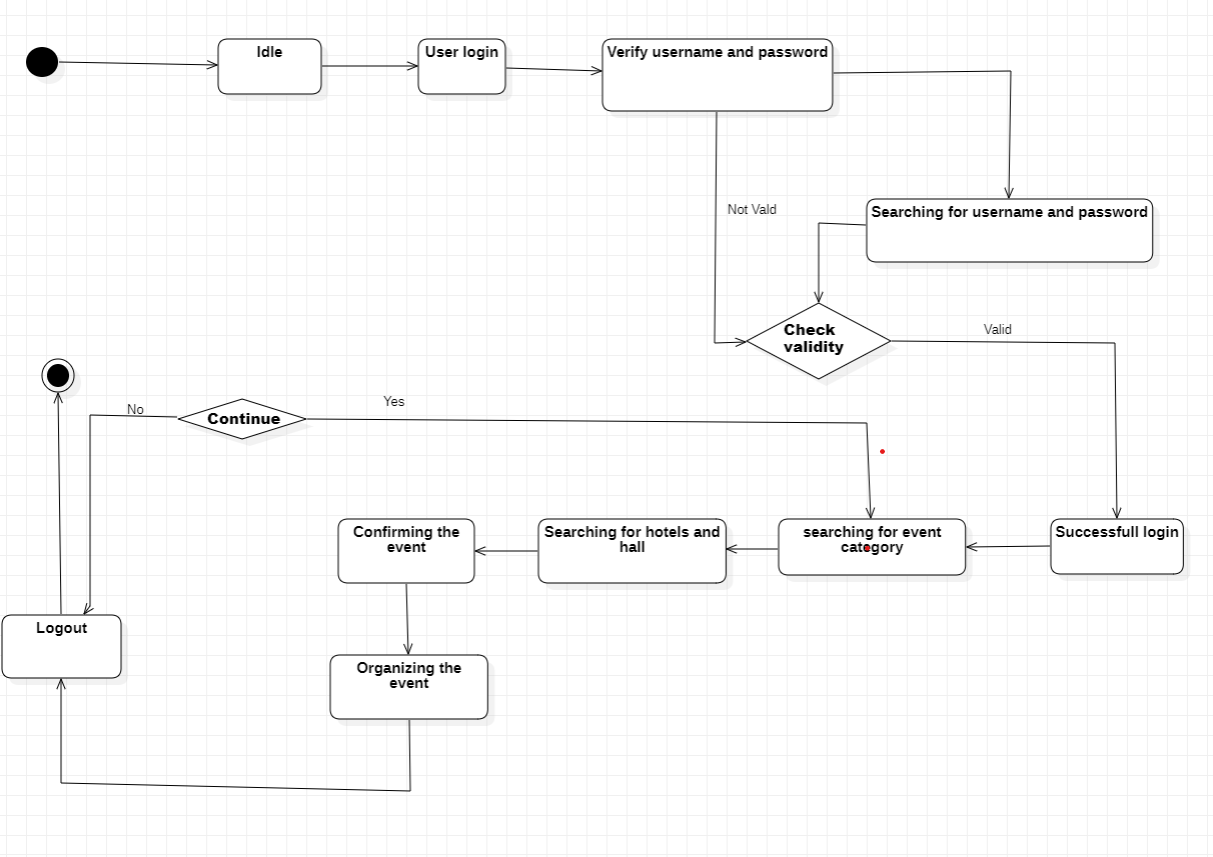 Idle
User login
Verify username and password
Not Vald
Searching for username and password
Check
validity
Valid
No
Continue
Yes
Confirming the
event
Searching for hotels and
hall
searching for event
category
Successfull login
Logout
Organizing the
event